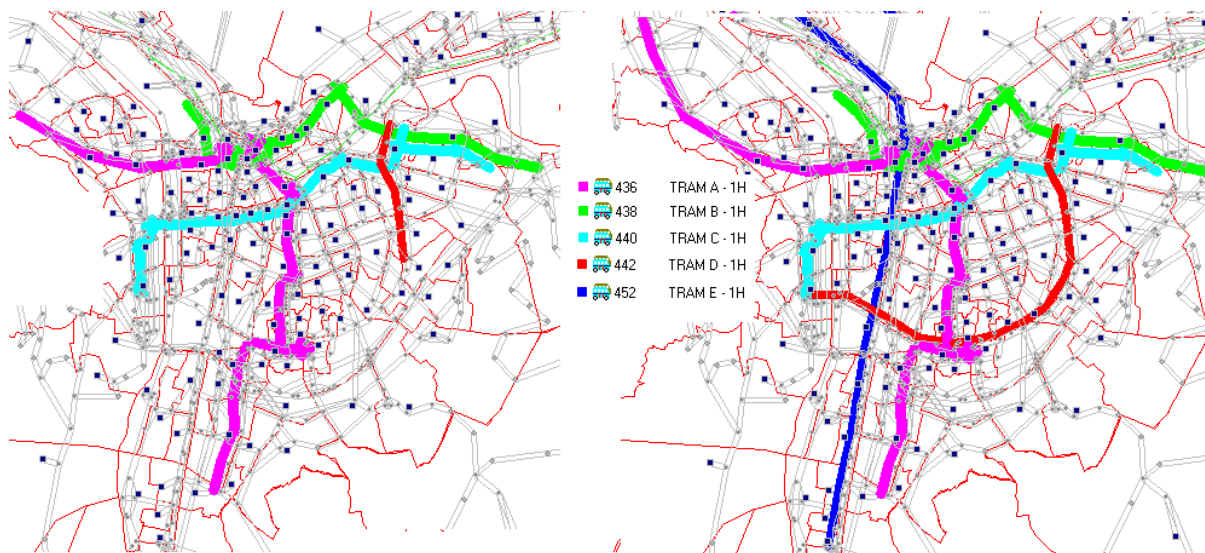 436 TRAM A - 1H
438 TRAM B - 1H
440 TRAM C - 1H
442 TRAM D - 1H
452 TRAM E - 1H